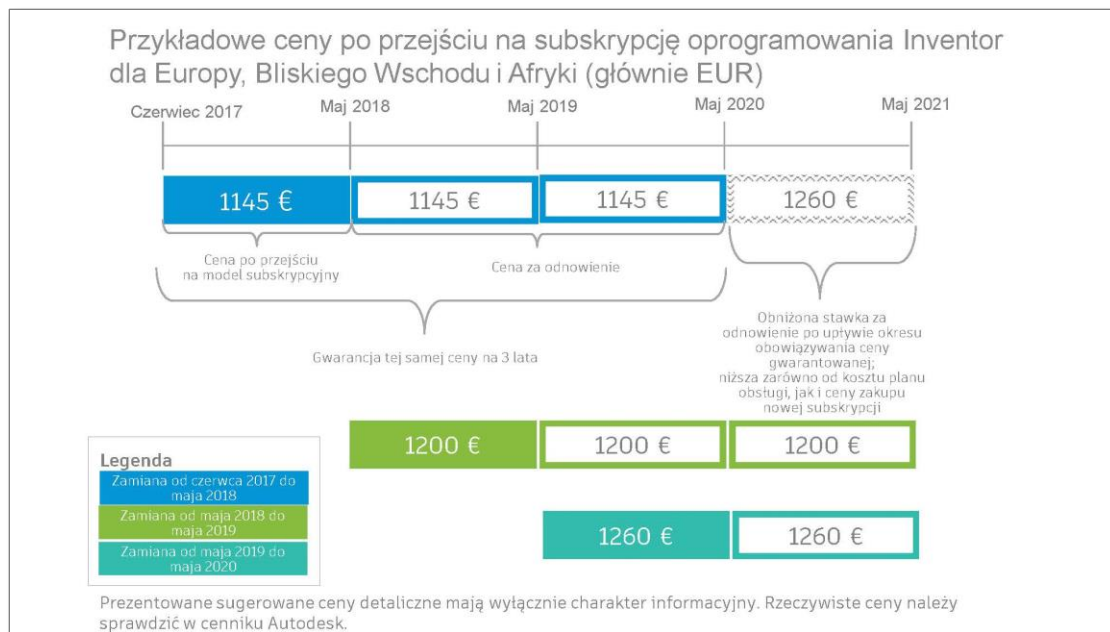 Przykładowe ceny po przejściu na subskrypcję oprogramowania Inventor
dla Europy, Bliskiego Wschodu i Afryki (głównie EUR)
Czerwiec 2017
Maj 2018
Maj 2019
Maj 2020
Maj 2021
1145 €
1145 €
1145 €
1260 €
Cena po przejściu
na model subskrypcyjny
Cena za odnowienie
Gwarancja tej samej ceny na 3 lata
Obniżona stawka za
odnowienie po upływie okresu
obowiązywania ceny
gwarantowanej;
niższa zarówno od kosztu planu
obsługi, jak i ceny zakupu
nowej subskrypcji
1200 €
1200 €
1200 €
Legenda
Zamiana od czerwca 2017 do
maja 2018
Zamiana od maja 2018 do
maja 2019
Zamiana od maja 2019 do
maja 2020
1260 €
1260 €
Prezentowane sugerowane ceny detaliczne mają wyłącznie charakter informacyjny. Rzeczywiste ceny należy
sprawdzić w cenniku Autodesk.